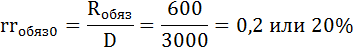 rr_обяз0 = R_обяз / D = 600 / 3000 = 0,2 или 20%